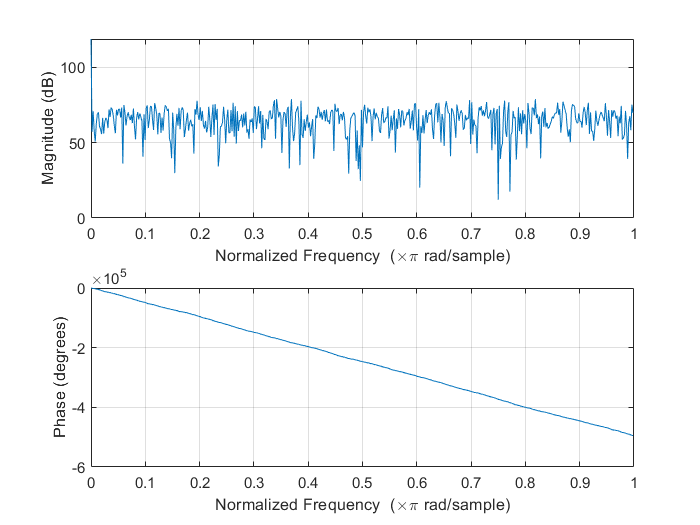 100
50
0
Magnitude (dB)
0 0.1 0.2 0.3 0.4 0.5 0.6 0.7 0.8 0.9 1
Normalized Frequency (×π rad/sample)
×10^5
0
-2
-4
-6
Phase (degrees)
0 0.1 0.2 0.3 0.4 0.5 0.6 0.7 0.8 0.9 1
Normalized Frequency (×π rad/sample)